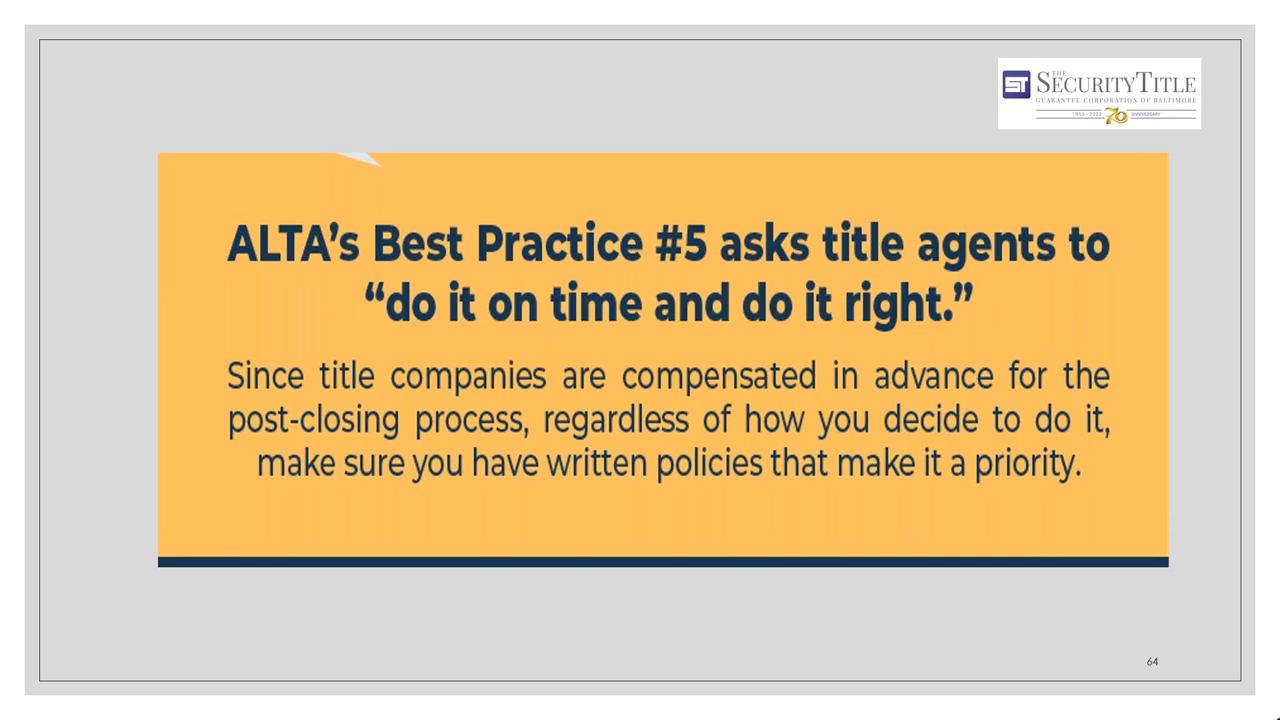 THE
SECURITYTITLE
GUARANTEE CORPORATION OF BALTIMORE
1952-2022 70 ANNIVERSARY
ALTA’s Best Practice #5 asks title agents to
“do it on time and do it right.”
Since title companies are compensated in advance for the
post-closing process, regardless of how you decide to do it,
make sure you have written policies that make it a priority.
64